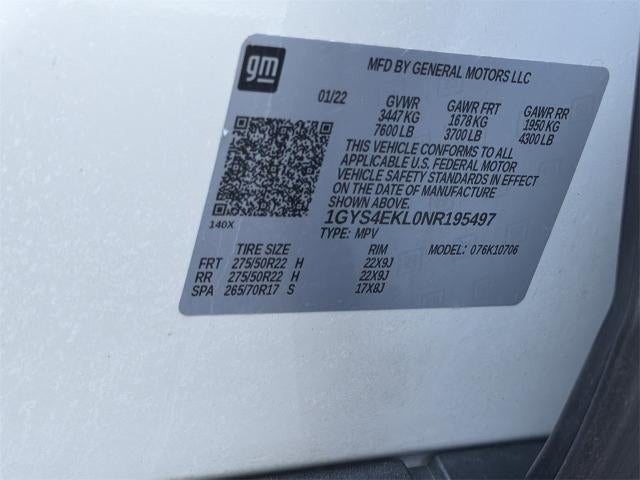 gm
MFD BY GENERAL MOTORS LLC
01/22 GVWR GAWR FRT GAWR RR
3447 KG 1678 KG 1950 KG
7600 LB 3700 LB 4300 LB
THIS VEHICLE CONFORMS TO ALL
APPLICABLE U.S. FEDERAL MOTOR
VEHICLE SAFETY STANDARDS IN EFFECT
ON THE DATE OF MANUFACTURE
SHOWN ABOVE.
140X
1GYS4EKL0NR195497
TYPE: MPV MODEL: 076K10706
TIRE SIZE RIM
FRT 275/50R22 H 22X9J
RR 275/50R22 H 22X9J
SPA 265/70R17 S 17X8J